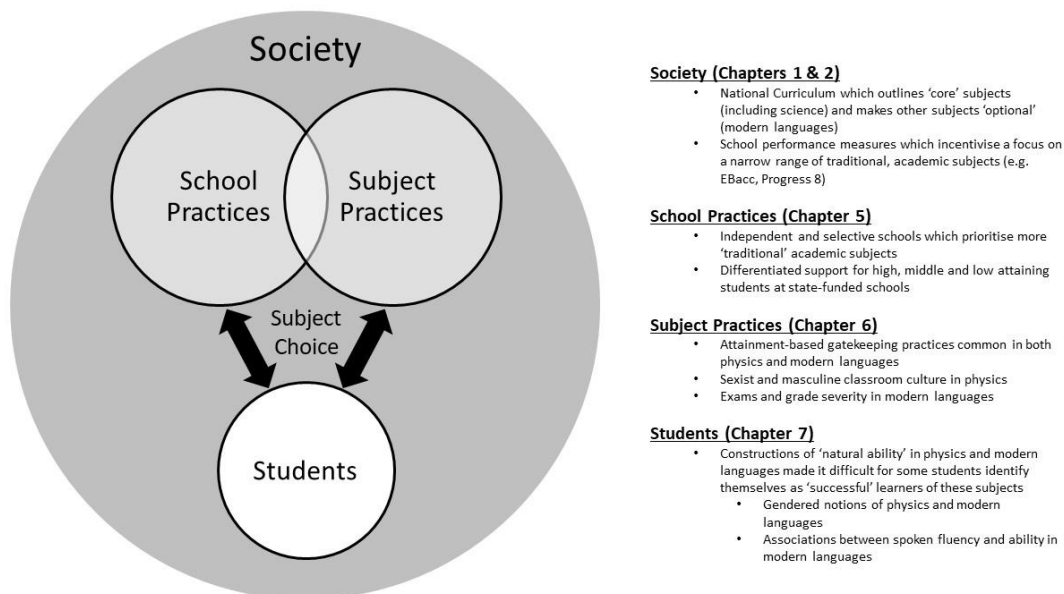 Society
School
Practices
Subject
Practices
Subject
Choice
Students
Society (Chapters 1 & 2)
• National Curriculum which outlines ‘core’ subjects
(including science) and makes other subjects ‘optional’
(modern languages)
• School performance measures which incentivise a focus on
a narrow range of traditional, academic subjects (e.g.
EBacc, Progress 8)
School Practices (Chapter 5)
• Independent and selective schools which prioritise more
‘traditional’ academic subjects
• Differentiated support for high, middle and low attaining
students at state-funded schools
Subject Practices (Chapter 6)
• Attainment-based gatekeeping practices common in both
physics and modern languages
• Sexist and masculine classroom culture in physics
• Exams and grade severity in modern languages
Students (Chapter 7)
• Constructions of ‘natural ability’ in physics and modern
languages made it difficult for some students identify
themselves as ‘successful’ learners of these subjects
• Gendered notions of physics and modern
languages
• Associations between spoken fluency and ability in
modern languages